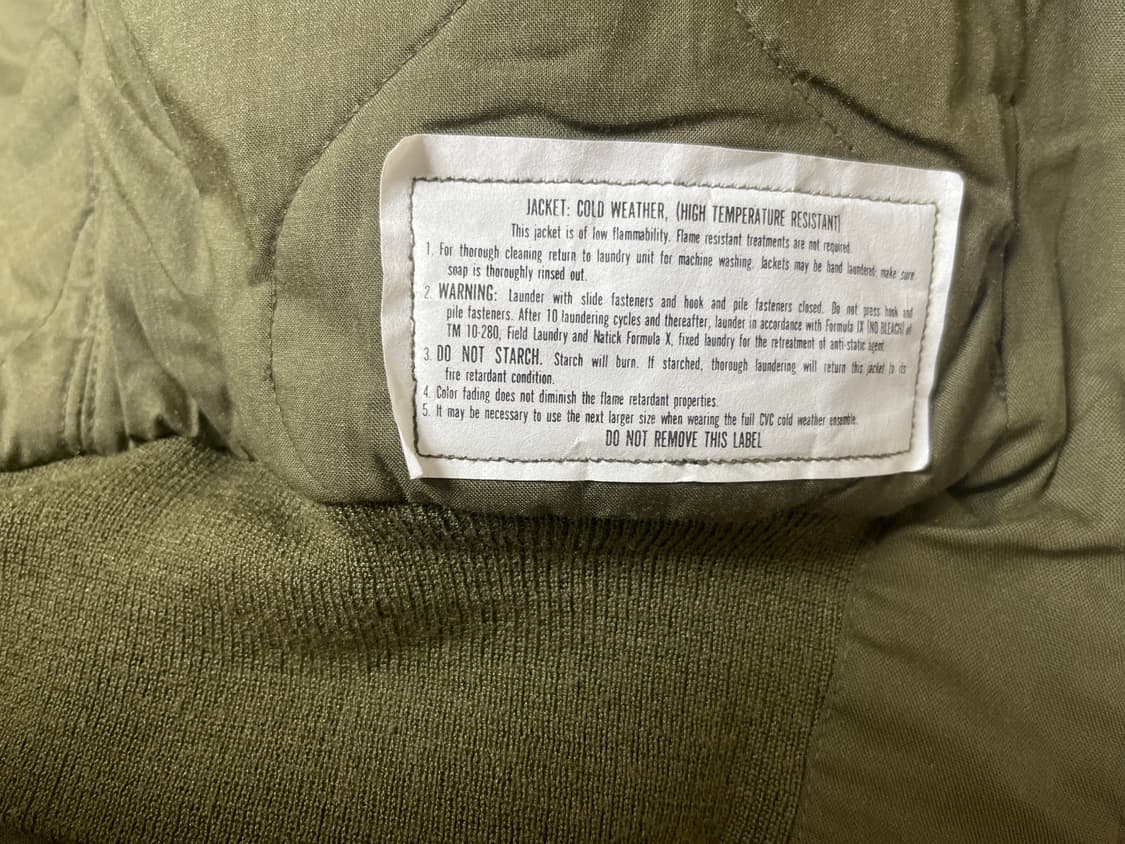 JACKET: COLD WEATHER, (HIGH TEMPERATURE RESISTANT)
This jacket is of low flammability. Flame resistant treatments are not required.
1. For thorough cleaning return to laundry unit for machine washing. Jackets may be hand laundered; make sure
soap is thoroughly rinsed out.
2. WARNING: Launder with slide fasteners and hook and pile fasteners closed. Do not press hook and
pile fasteners. After 10 laundering cycles and thereafter, launder in accordance with Formula IX (NO BLEACH) of
TM 10-280, Field Laundry and Natick Formula X, fixed laundry for the retreatment of anti-static agent.
3. DO NOT STARCH. Starch will burn. If starched, thorough laundering will return this jacket to its
fire retardant condition.
4. Color fading does not diminish the flame retardant properties.
5. It may be necessary to use the next larger size when wearing the full CVC cold weather ensemble.
DO NOT REMOVE THIS LABEL